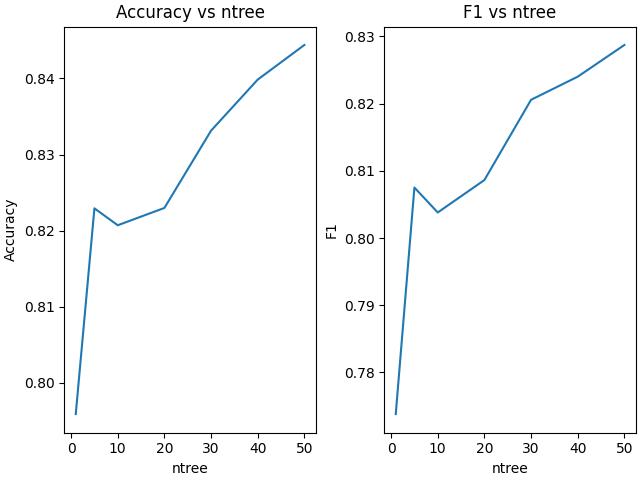 Accuracy vs ntree
0.84
0.83
0.82
0.81
0.80
Accuracy
0 10 20 30 40 50
ntree
F1 vs ntree
0.83
0.82
0.81
0.80
0.79
0.78
F1
0 10 20 30 40 50
ntree